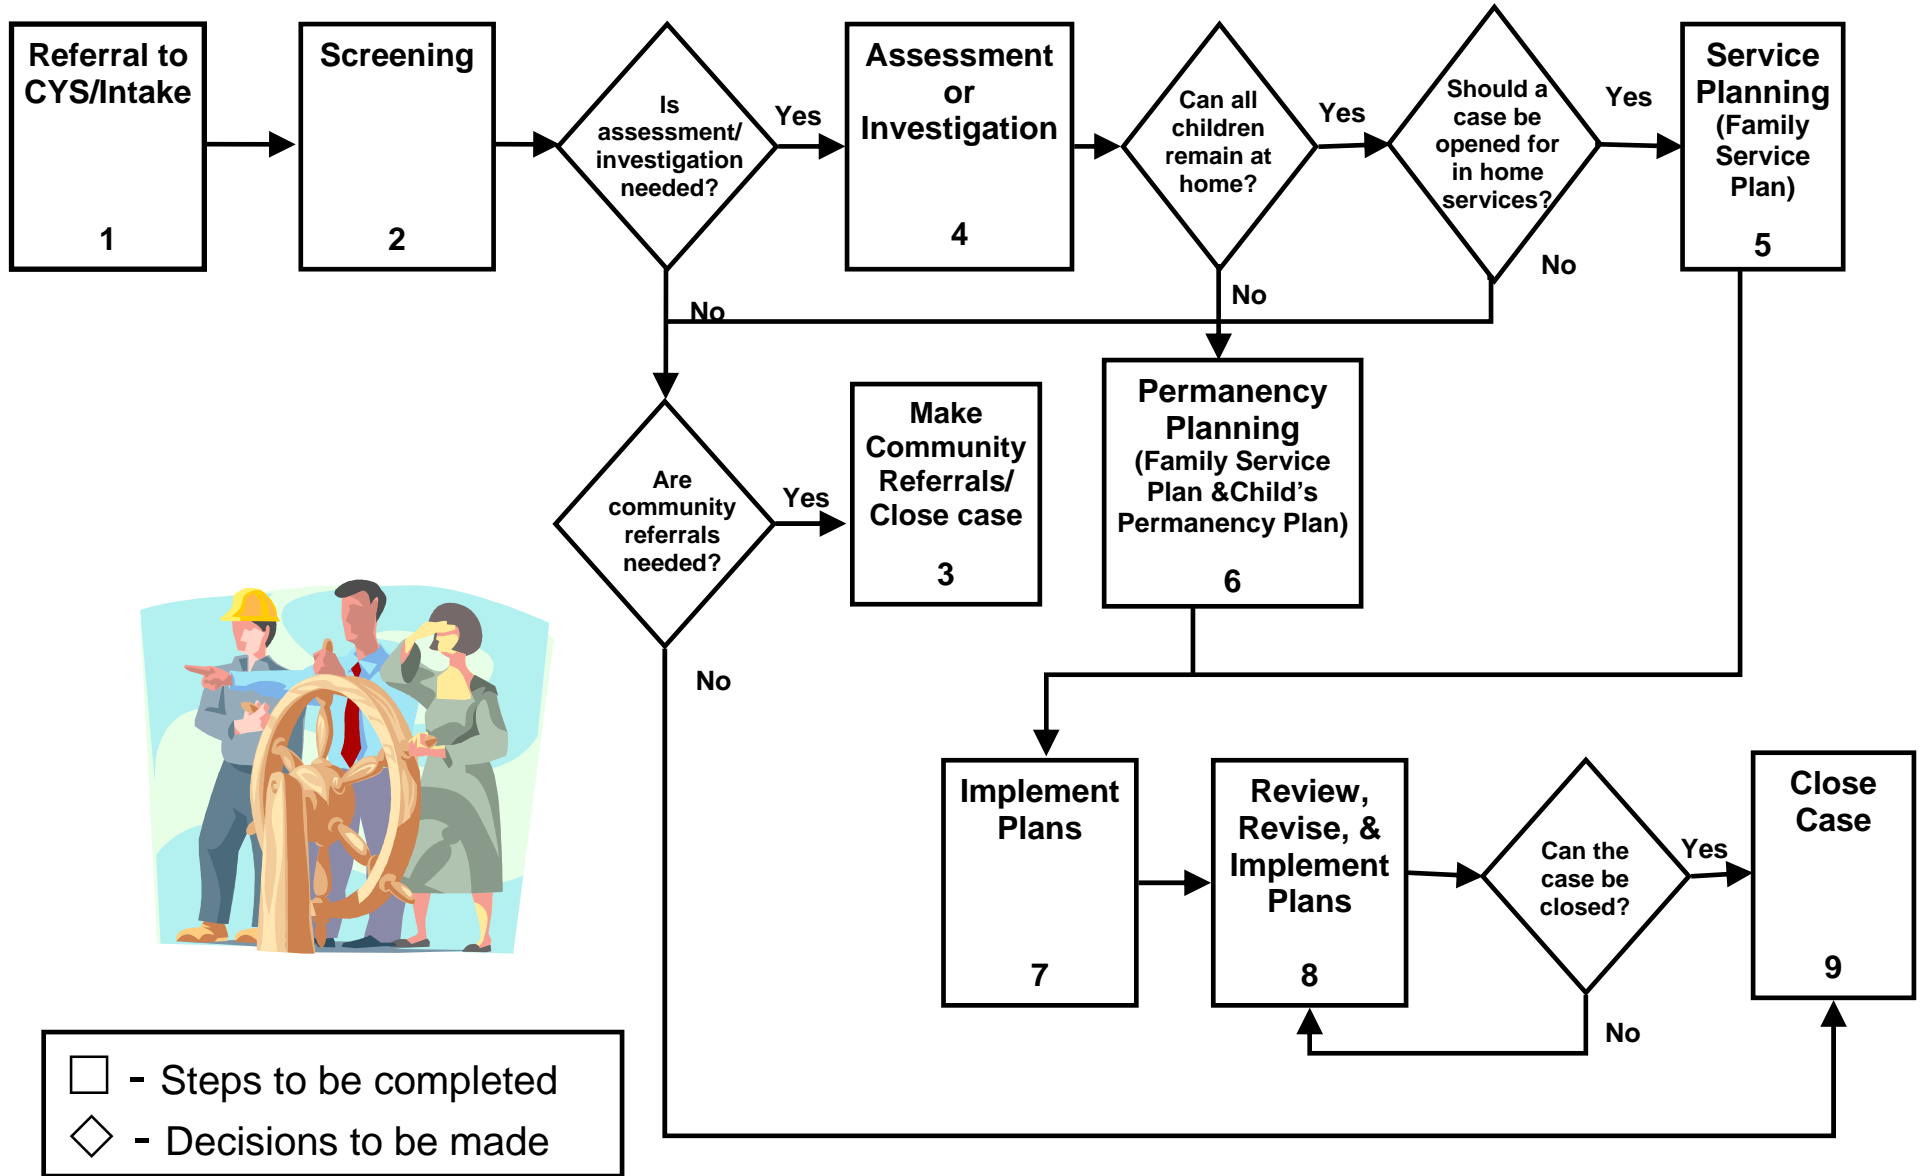 Referral to
CYS/Intake
1
Screening
2
Is
assessment/
investigation
needed?
Yes
No
Assessment
or
Investigation
4
Can all
children
remain at
home?
Yes
No
Should a
case be
opened for
in home
services?
Yes
No
Service
Planning
(Family
Service
Plan)
5
Are
community
referrals
needed?
Yes
No
Make
Community
Referrals/
Close case
3
Permanency
Planning
(Family Service
Plan &Child's
Permanency Plan)
6
Implement
Plans
7
Review,
Revise, &
Implement
Plans
8
Can the
case be
closed?
Yes
No
Close
Case
9
- Steps to be completed
- Decisions to be made